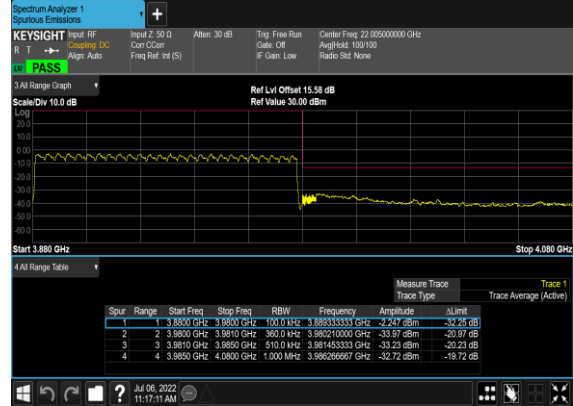 Spectrum Analyzer 1
Spurious Emissions
KEYSIGHT Input: RF Input Z: 50 Ω Atten: 30 dB Trig: Free Run Center Freq: 22.005000000 GHz
R T Coupling: DC Corr CCorr Gate: Off Avg|Hold: 100/100
Align: Auto Freq Ref: Int (S) IF Gain: Low Radio Std: None
PASS
3 All Range Graph
Ref Lvl Offset 15.58 dB
Scale/Div 10.0 dB Ref Value 30.00 dBm
Log
20.0
10.0
0.00
-10.0
-20.0
-30.0
-40.0
-50.0
-60.0
Start 3.880 GHz Stop 4.080 GHz
4 All Range Table
Measure Trace Trace 1
Trace Type Trace Average (Active)
Spur Range Start Freq Stop Freq RBW Frequency Amplitude ΔLimit
1 1 3.8800 GHz 3.9800 GHz 100.0 kHz 3.889333333 GHz -2.247 dBm -32.25 dB
2 2 3.9800 GHz 3.9810 GHz 360.0 kHz 3.980210000 GHz -33.97 dBm -20.97 dB
3 3 3.9810 GHz 3.9850 GHz 510.0 kHz 3.981453333 GHz -33.23 dBm -20.23 dB
4 4 3.9850 GHz 4.0800 GHz 1.000 MHz 3.986266667 GHz -32.72 dBm -19.72 dB
Jul 06, 2022
11:17:11 AM